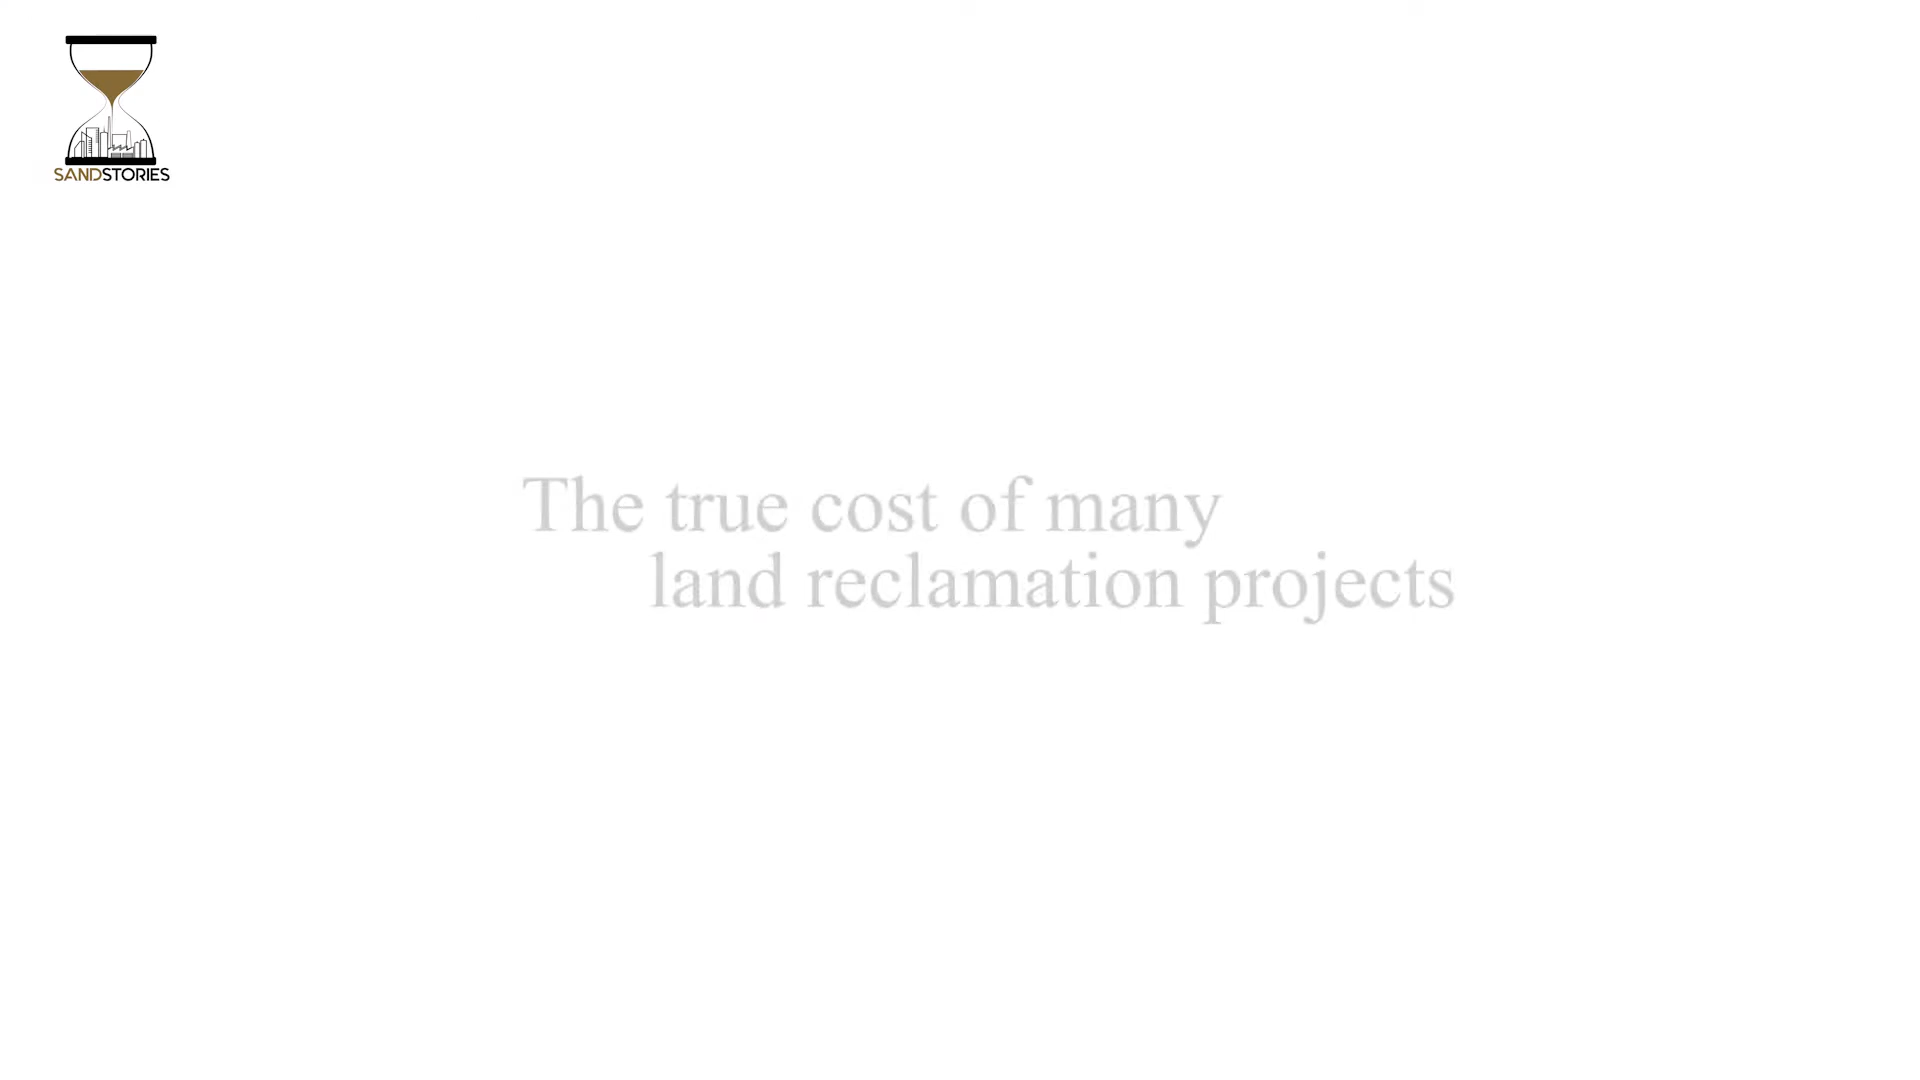 SANDSTORIES
The true cost of many
land reclamation projects